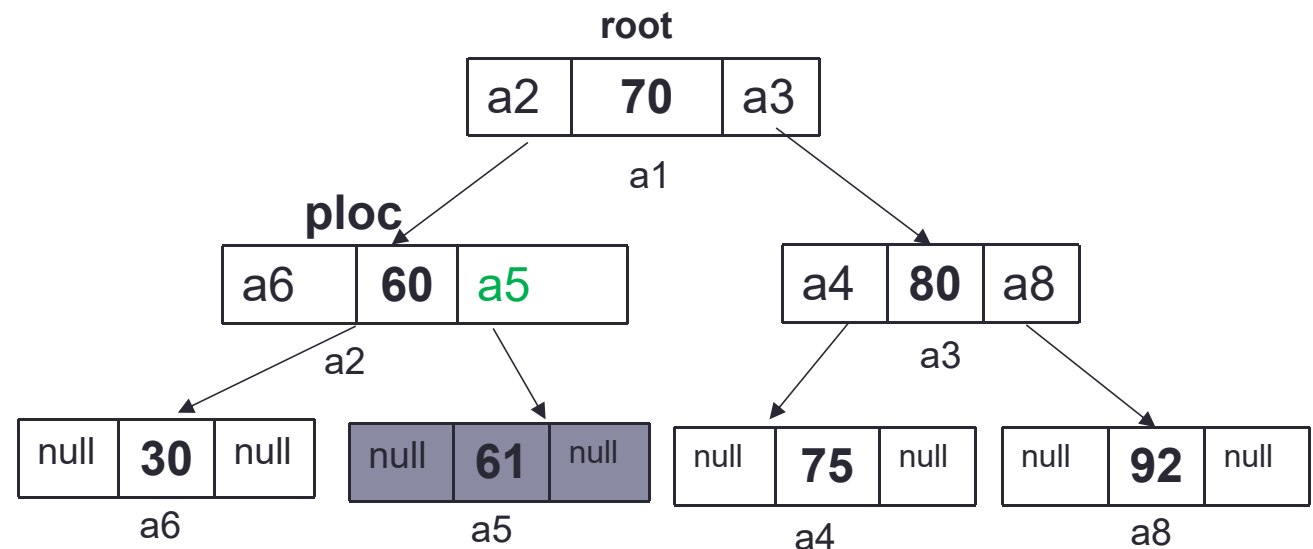 root
a2 70 a3
a1
ploc
a6 60 a5
a4 80 a8
a2
a3
null 30 null
null 61 null
null 75 null
null 92 null
a6
a5
a4
a8